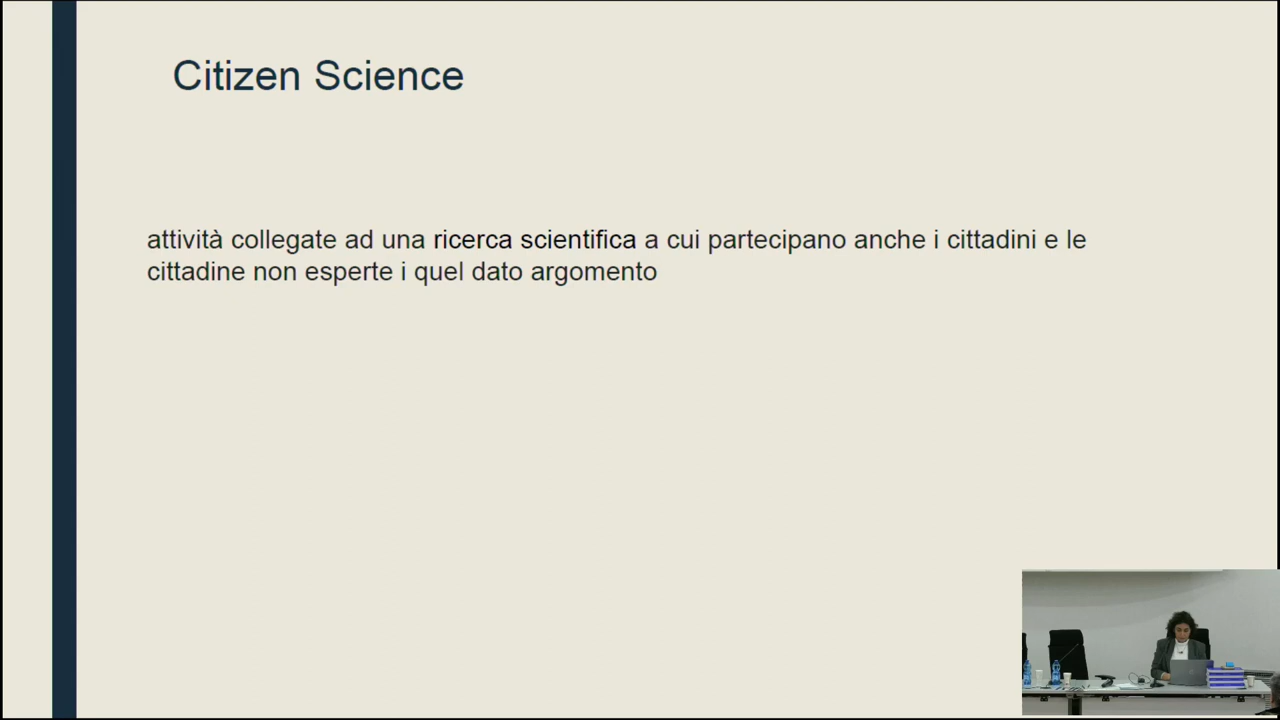 Citizen Science
attività collegate ad una ricerca scientifica a cui partecipano anche i cittadini e le
cittadine non esperte i quel dato argomento